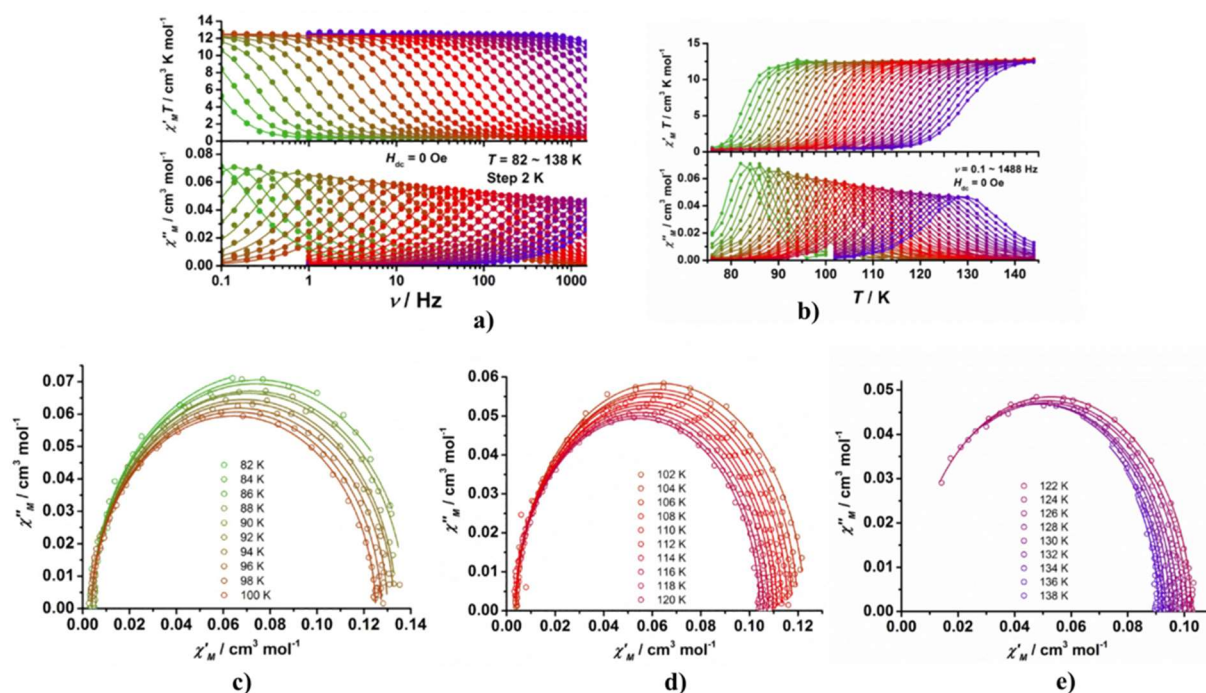 χ'ₘT / cm³ K mol⁻¹
14
12
10
8
6
4
2
0
χ''ₘ / cm³ mol⁻¹
0.08
0.06
0.04
0.02
0.00
H_dc = 0 Oe
T = 82 ~ 138 K
Step 2 K
0.1
1
10
100
1000
ν / Hz
a)
χ'ₘT / cm³ K mol⁻¹
15
10
5
0
χ''ₘ / cm³ mol⁻¹
0.08
0.06
0.04
0.02
0.00
ν = 0.1 ~ 1488 Hz
H_dc = 0 Oe
80
90
100
110
120
130
140
T / K
b)
χ''ₘ / cm³ mol⁻¹
0.07
0.06
0.05
0.04
0.03
0.02
0.01
0.00
82 K
84 K
86 K
88 K
90 K
92 K
94 K
96 K
98 K
100 K
0.00 0.02 0.04 0.06 0.08 0.10 0.12 0.14
χ'ₘ / cm³ mol⁻¹
c)
χ''ₘ / cm³ mol⁻¹
0.06
0.05
0.04
0.03
0.02
0.01
0.00
102 K
104 K
106 K
108 K
110 K
112 K
114 K
116 K
118 K
120 K
0.00 0.02 0.04 0.06 0.08 0.10 0.12
χ'ₘ / cm³ mol⁻¹
d)
χ''ₘ / cm³ mol⁻¹
0.05
0.04
0.03
0.02
0.01
0.00
122 K
124 K
126 K
128 K
130 K
132 K
134 K
136 K
138 K
0.00 0.02 0.04 0.06 0.08 0.10
χ'ₘ / cm³ mol⁻¹
e)